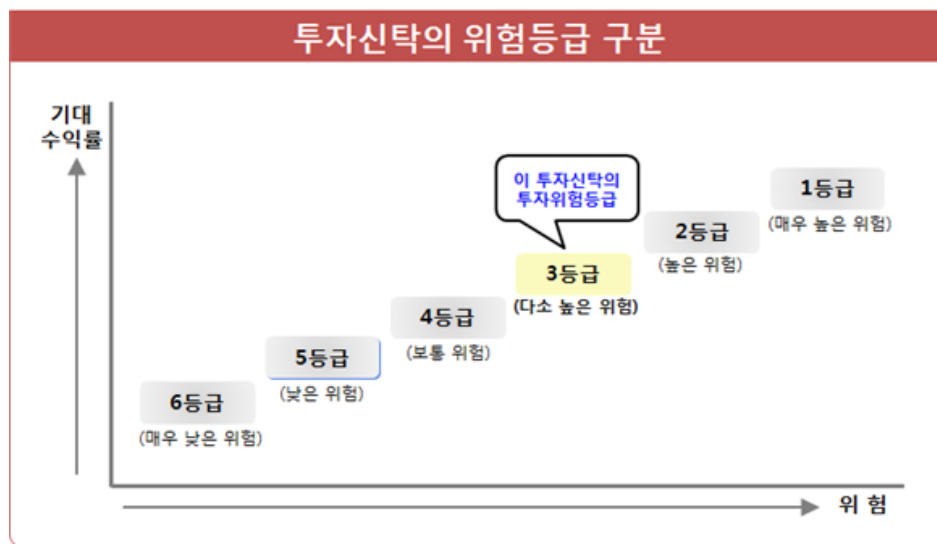 투자신탁의 위험등급 구분
기대
수익률
이 투자신탁의
투자위험등급
1등급
(매우 높은 위험)
2등급
(높은 위험)
3등급
(다소 높은 위험)
4등급
(보통 위험)
5등급
(낮은 위험)
6등급
(매우 낮은 위험)
위 험